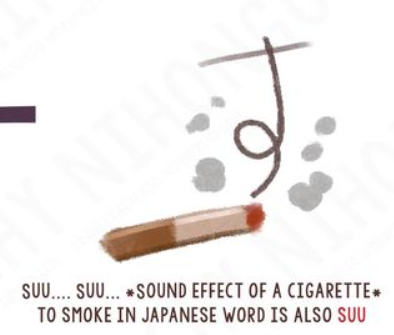 す
SUU.... SUU... *SOUND EFFECT OF A CIGARETTE*
TO SMOKE IN JAPANESE WORD IS ALSO SUU